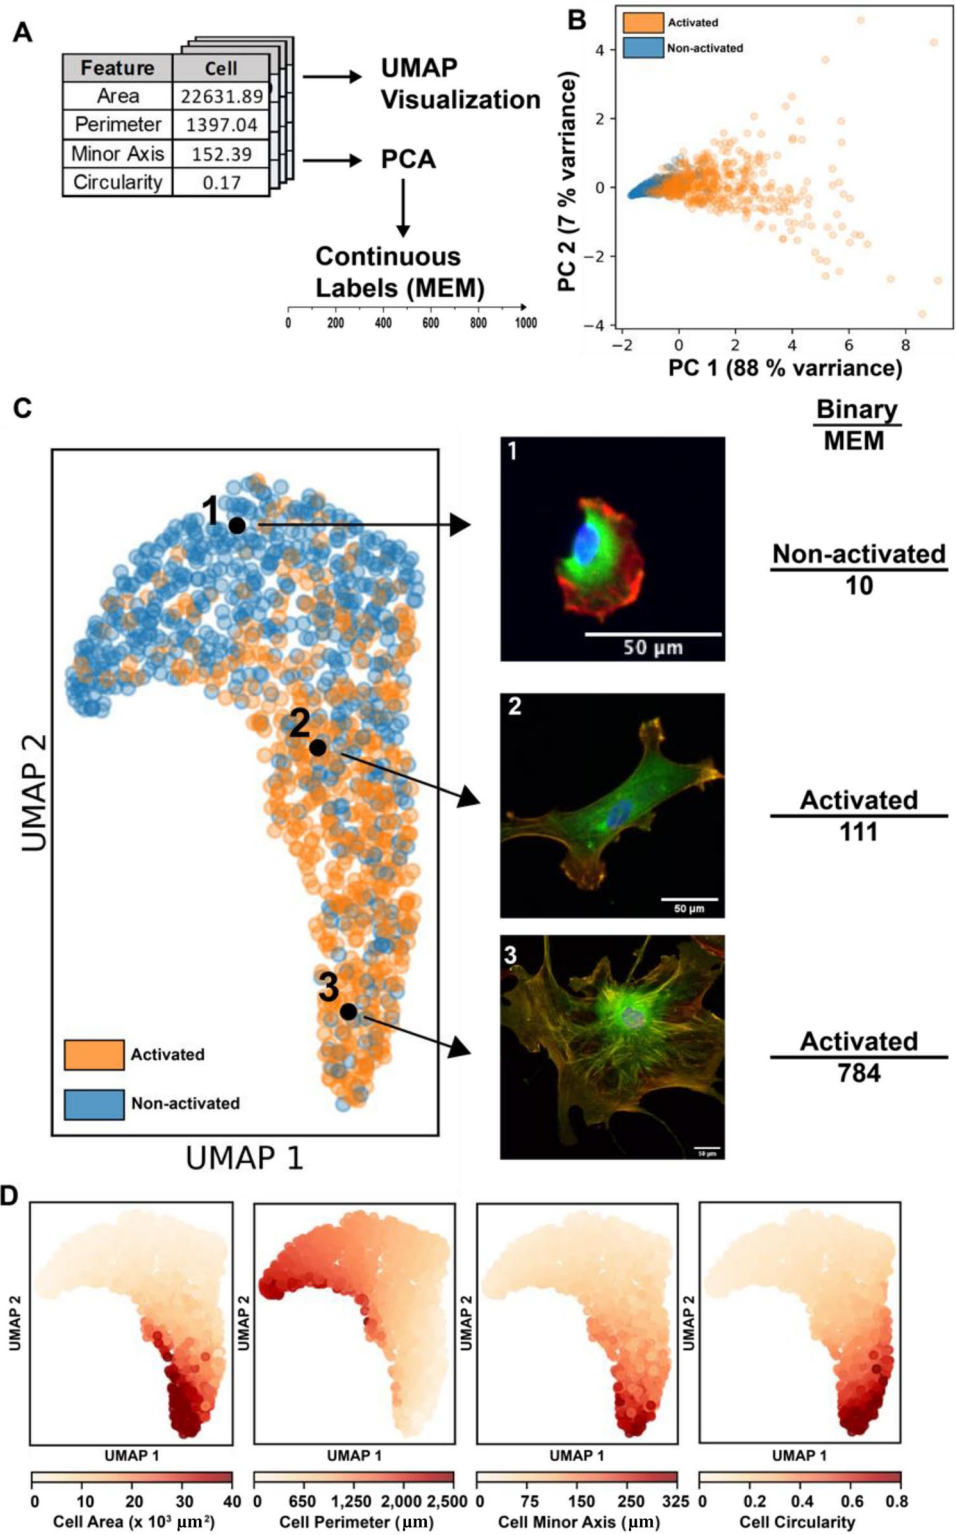 A
Feature Cell
Area 22631.89
Perimeter 1397.04
Minor Axis 152.39
Circularity 0.17
UMAP
Visualization
PCA
Continuous
Labels (MEM)
0 200 400 600 800 1000
B
Activated
Non-activated
4
2
0
−2
−4
PC 2 (7 % varriance)
−2 0 2 4 6 8
PC 1 (88 % varriance)
C
Binary
MEM
1
2
3
Activated
Non-activated
UMAP 2
UMAP 1
1
50 µm
Non-activated
10
2
50 µm
Activated
111
3
50 µm
Activated
784
D
UMAP 2
UMAP 1
0 10 20 30 40
Cell Area (x 10³ µm²)
UMAP 2
UMAP 1
0 650 1,250 2,000 2,500
Cell Perimeter (µm)
UMAP 2
UMAP 1
0 75 150 250 325
Cell Minor Axis (µm)
UMAP 2
UMAP 1
0 0.2 0.4 0.6 0.8
Cell Circularity